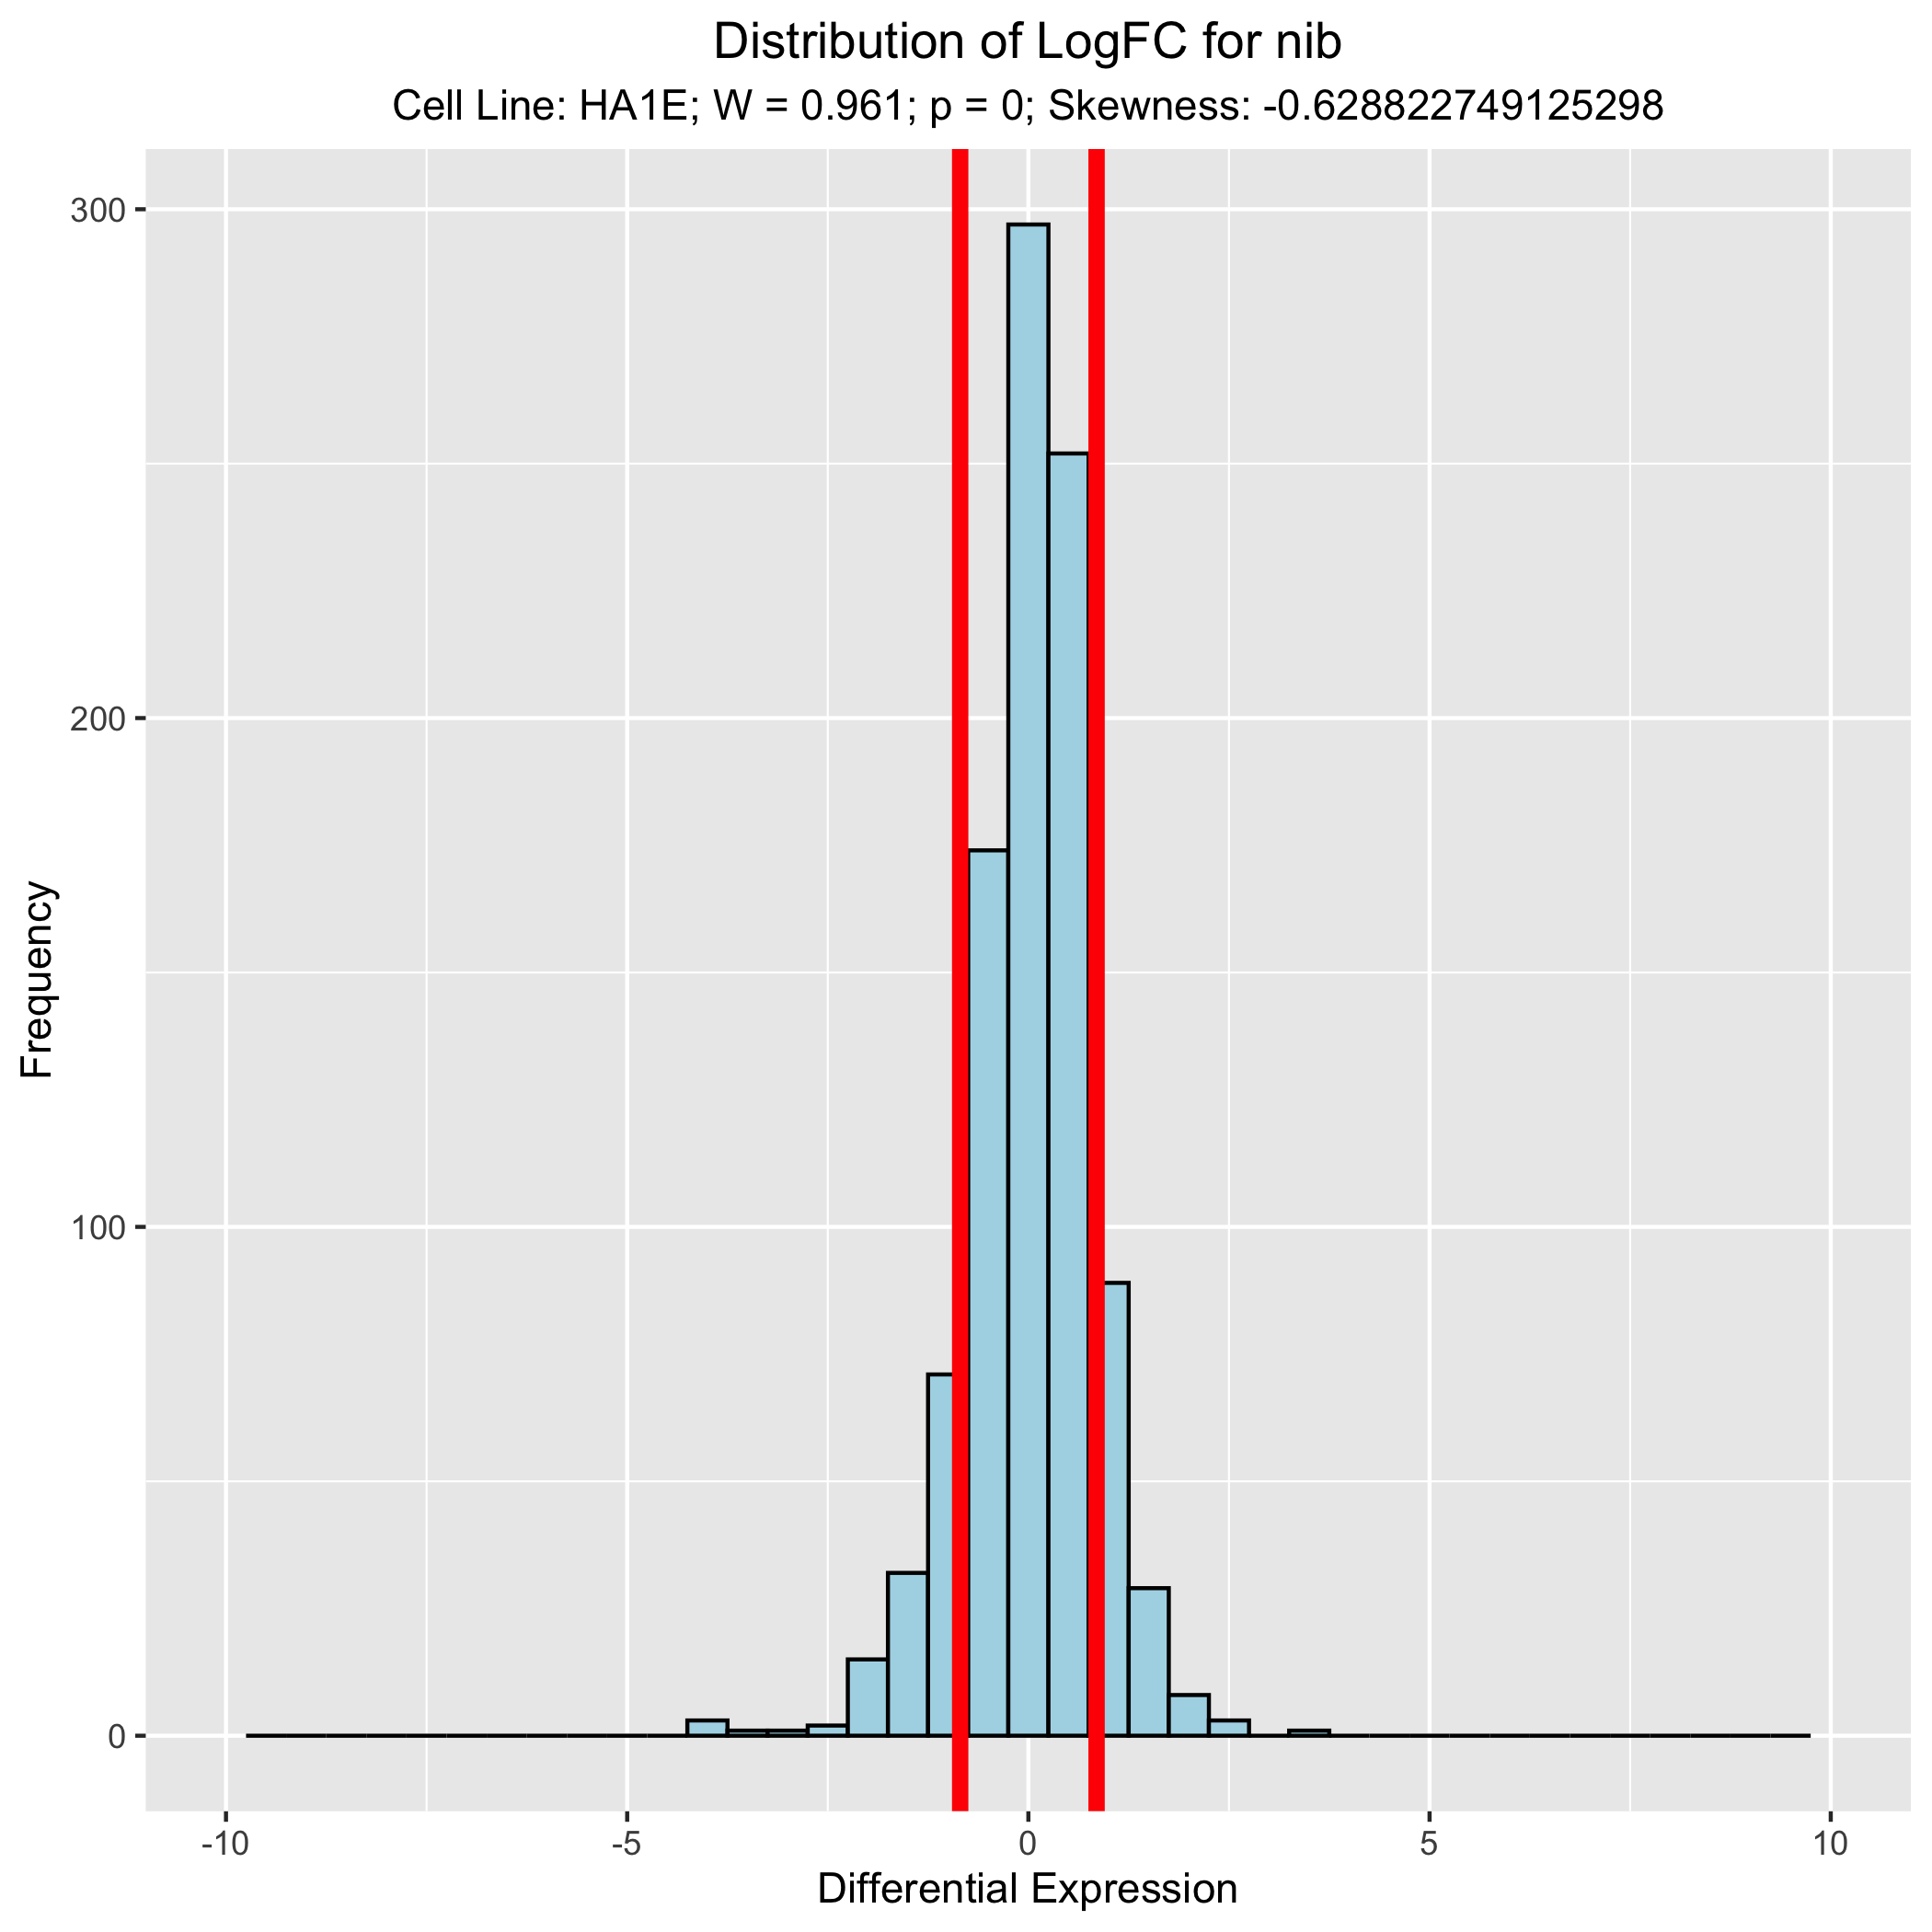 Distribution of LogFC for nib
Cell Line: HA1E; W = 0.961; p = 0; Skewness: -0.628822749125298
300
200
100
0
Frequency
-10
-5
0
5
10
Differential Expression